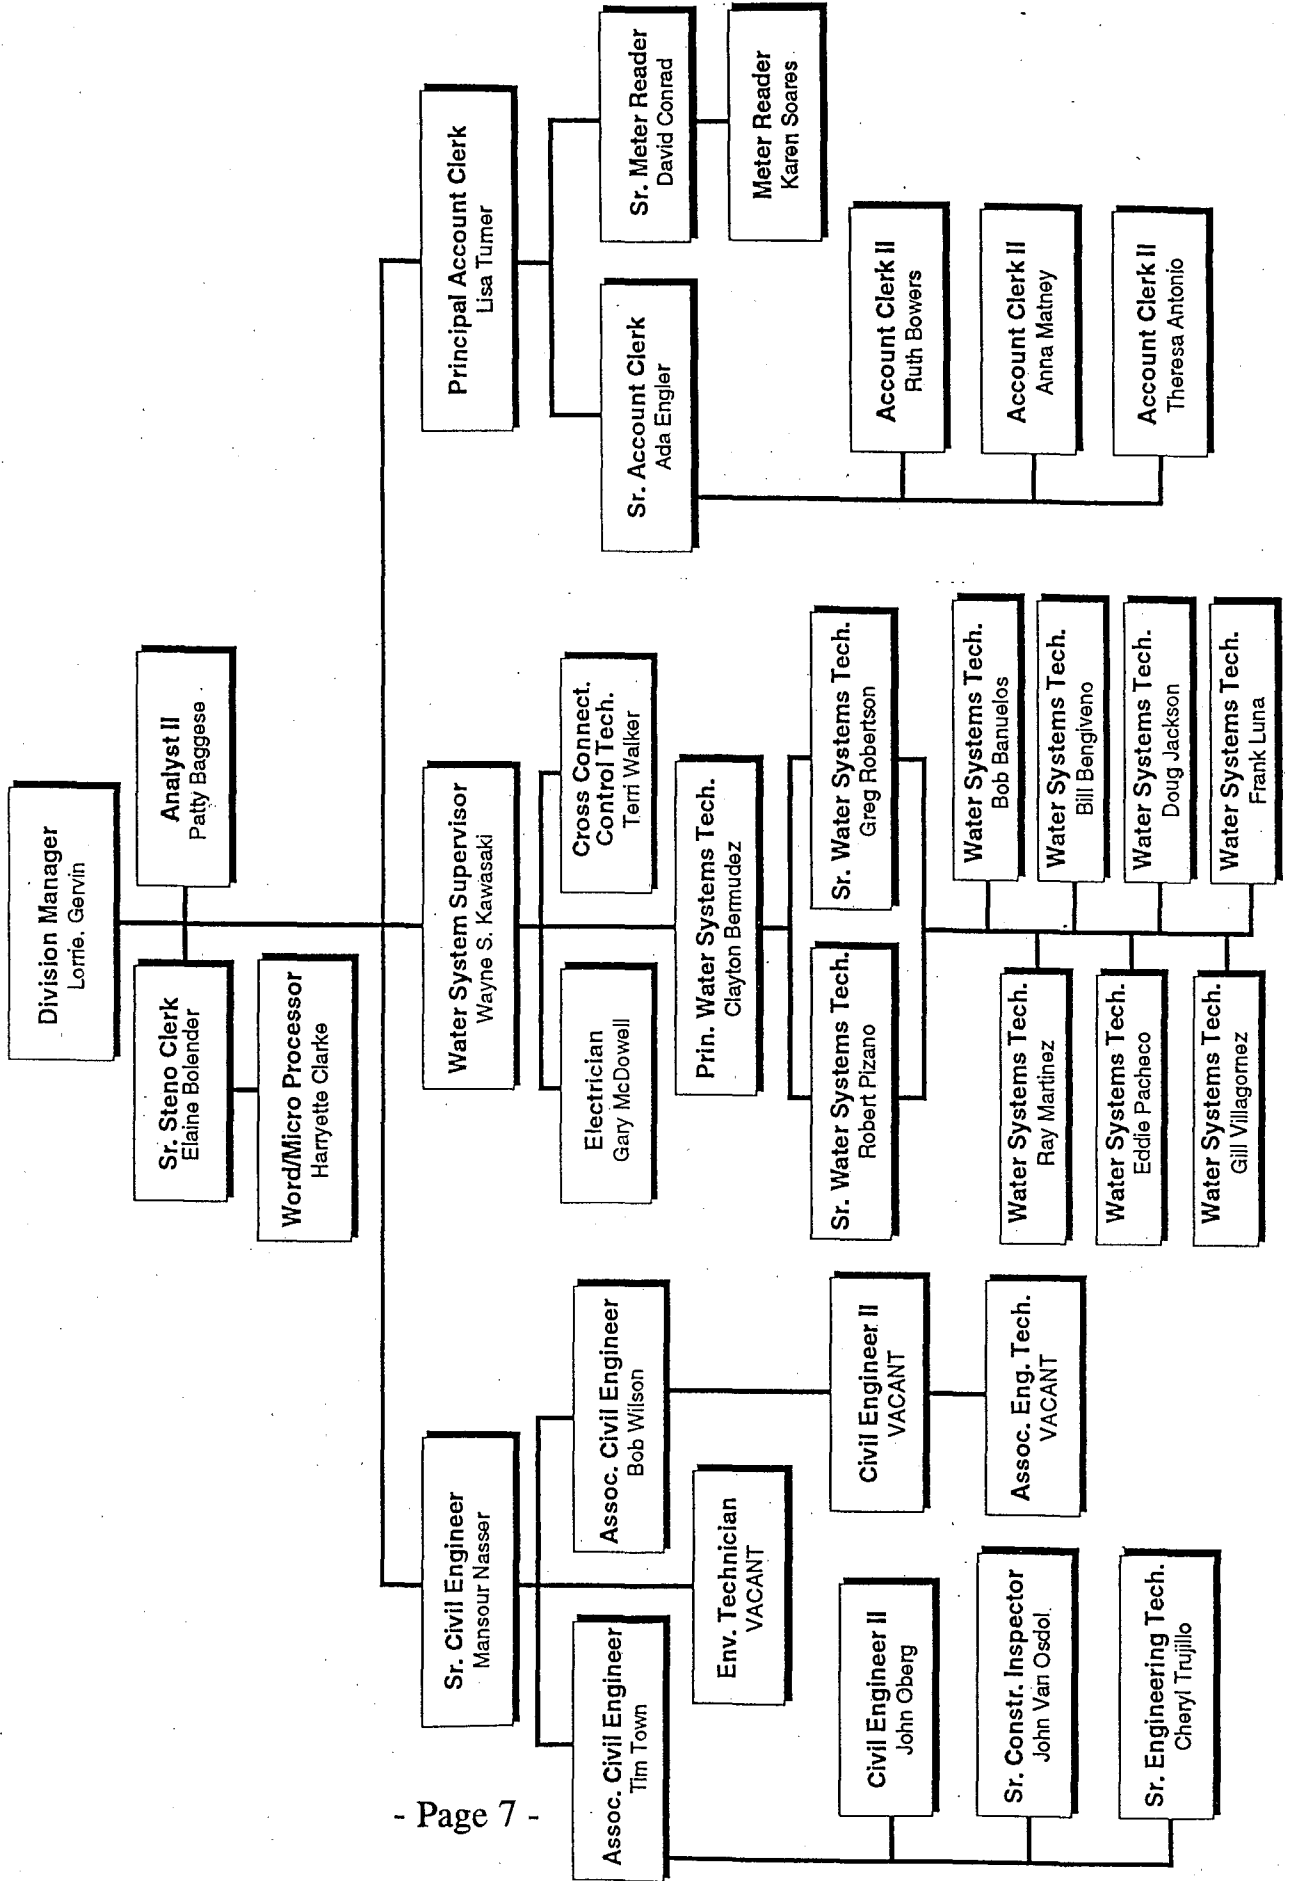 Division Manager
Lorrie. Gervin
Sr. Steno Clerk
Elaine Bolender
Analyst II
Patty Baggese
Word/Micro Processor
Harryette Clarke
Sr. Civil Engineer
Mansour Nasser
Water System Supervisor
Wayne S. Kawasaki
Principal Account Clerk
Lisa Turner
Assoc. Civil Engineer
Tim Town
Assoc. Civil Engineer
Bob Wilson
Env. Technician
VACANT
Civil Engineer II
John Oberg
Sr. Constr. Inspector
John Van Osdol
Sr. Engineering Tech.
Cheryl Trujillo
Civil Engineer II
VACANT
Assoc. Eng. Tech.
VACANT
Electrician
Gary McDowell
Cross Connect.
Control Tech.
Terri Walker
Prin. Water Systems Tech.
Clayton Bermudez
Sr. Water Systems Tech.
Robert Pizano
Sr. Water Systems Tech.
Greg Robertson
Water Systems Tech.
Ray Martinez
Water Systems Tech.
Eddie Pacheco
Water Systems Tech.
Gill Villagomez
Water Systems Tech.
Bob Banuelos
Water Systems Tech.
Bill Bengiveno
Water Systems Tech.
Doug Jackson
Water Systems Tech.
Frank Luna
Sr. Account Clerk
Ada Engler
Sr. Meter Reader
David Conrad
Meter Reader
Karen Soares
Account Clerk II
Ruth Bowers
Account Clerk II
Anna Matney
Account Clerk II
Theresa Antonio
- Page 7 -